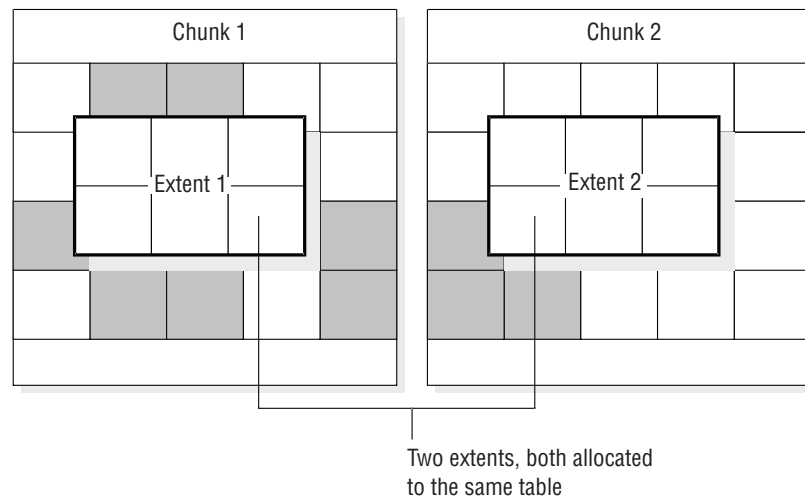 Chunk 1
Chunk 2
Extent 1
Extent 2
Two extents, both allocated
to the same table